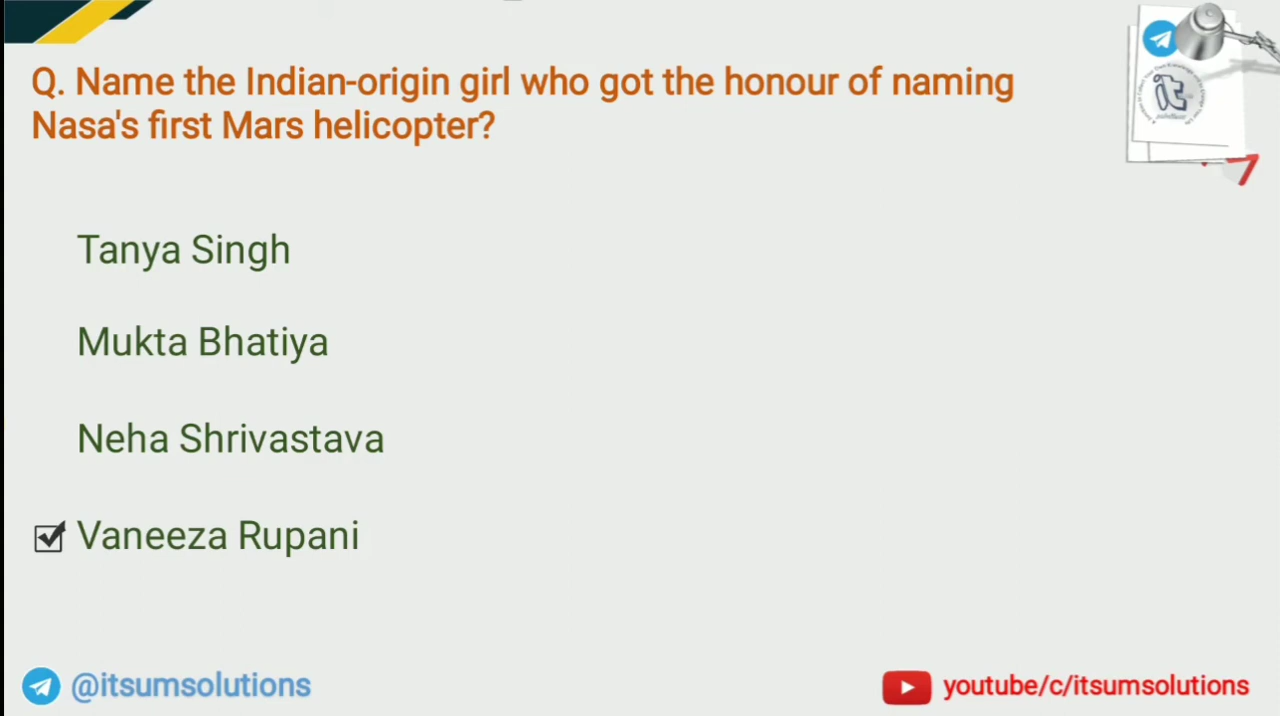 Q. Name the Indian-origin girl who got the honour of naming
Nasa's first Mars helicopter?
Tanya Singh
Mukta Bhatiya
Neha Shrivastava
Vaneeza Rupani
@itsumsolutions
youtube/c/itsumsolutions